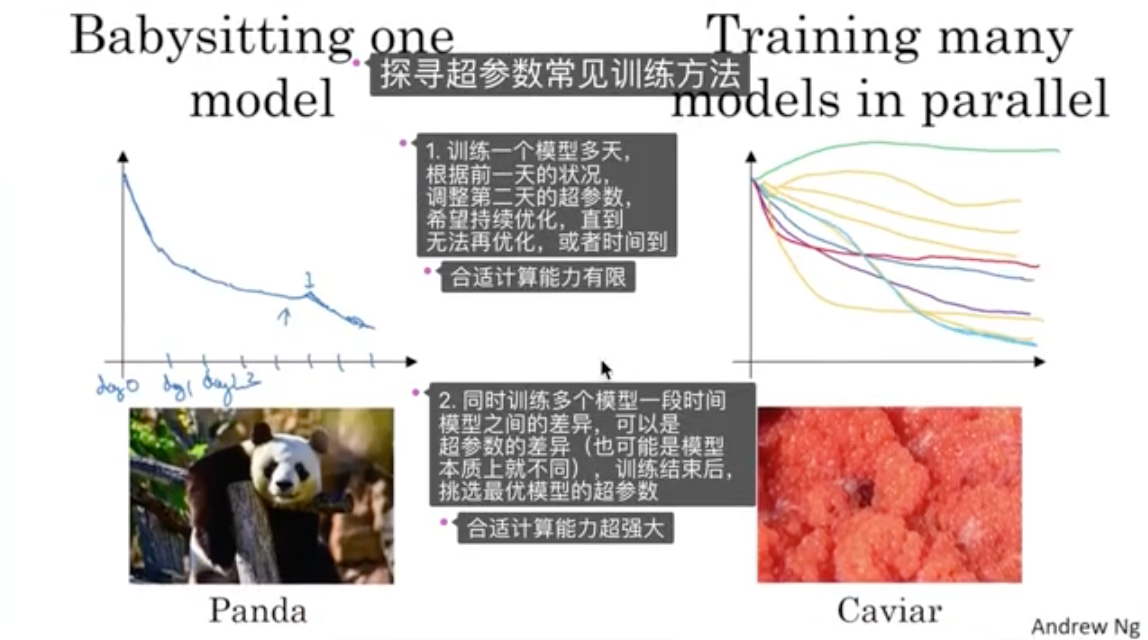 Babysitting one
model
Training many
models in parallel
探寻超参数常见训练方法
1. 训练一个模型多天，
根据前一天的状况，
调整第二天的超参数，
希望持续优化，直到
无法再优化，或者时间到
合适计算能力有限
day 0 day 1 day 2 3
2. 同时训练多个模型一段时间
模型之间的差异，可以是
超参数的差异（也可能是模型
本质上就不同），训练结束后，
挑选最优模型的超参数
合适计算能力超强大
Panda
Caviar
Andrew Ng